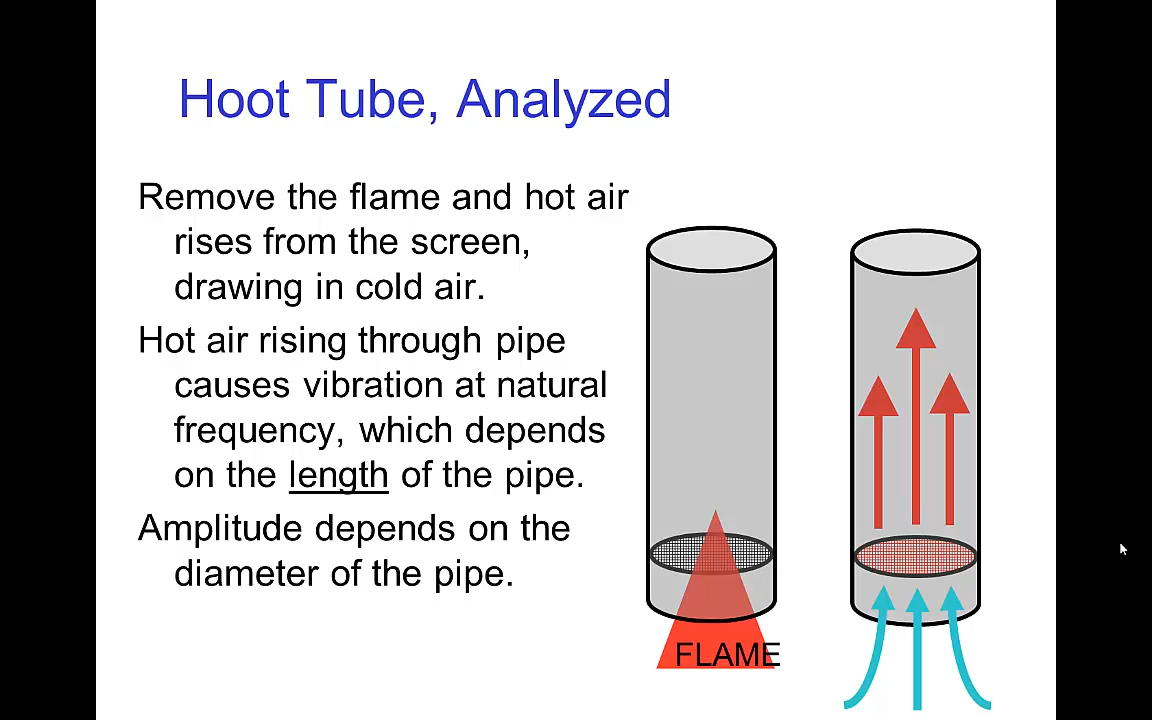 Hoot Tube, Analyzed
Remove the flame and hot air
rises from the screen,
drawing in cold air.
Hot air rising through pipe
causes vibration at natural
frequency, which depends
on the length of the pipe.
Amplitude depends on the
diameter of the pipe.
FLAME